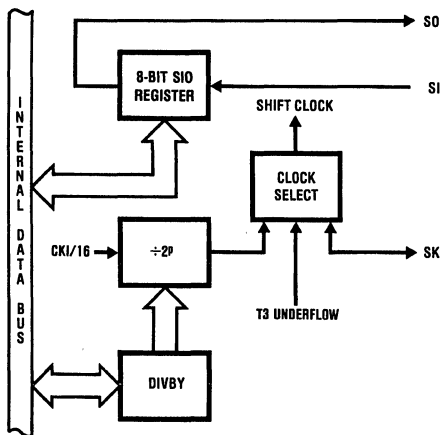 SO
8-BIT SIO
REGISTER
SI
SHIFT CLOCK
INTERNAL DATA BUS
CLOCK
SELECT
CKI/16
÷2ᵖ
SK
T3 UNDERFLOW
DIVBY